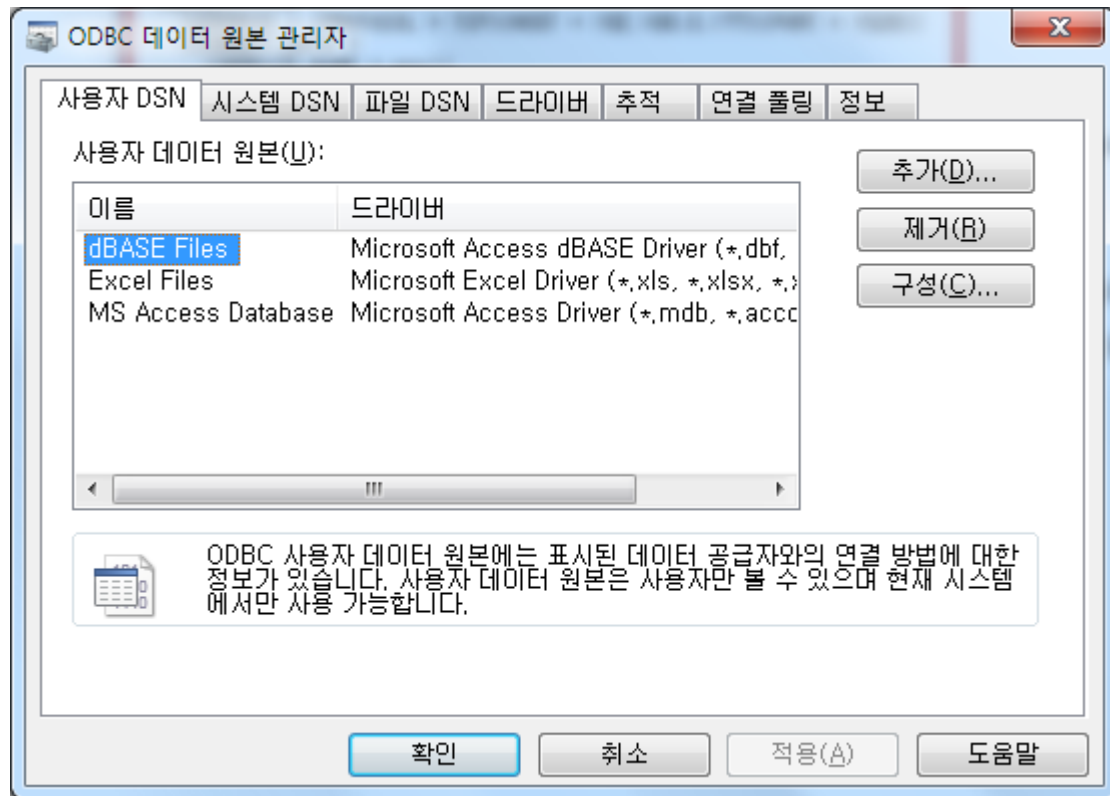 ODBC 데이터 원본 관리자
사용자 DSN 시스템 DSN 파일 DSN 드라이버 추적 연결 풀링 정보
사용자 데이터 원본(U):
추가(D)...
이름 드라이버
제거(R)
dBASE Files Microsoft Access dBASE Driver (*.dbf,
Excel Files Microsoft Excel Driver (*.xls, *.xlsx, *.x
구성(C)...
MS Access Database Microsoft Access Driver (*.mdb, *.accd
ODBC 사용자 데이터 원본에는 표시된 데이터 공급자와의 연결 방법에 대한
정보가 있습니다. 사용자 데이터 원본은 사용자만 볼 수 있으며 현재 시스템
에서만 사용 가능합니다.
확인 취소 적용(A) 도움말